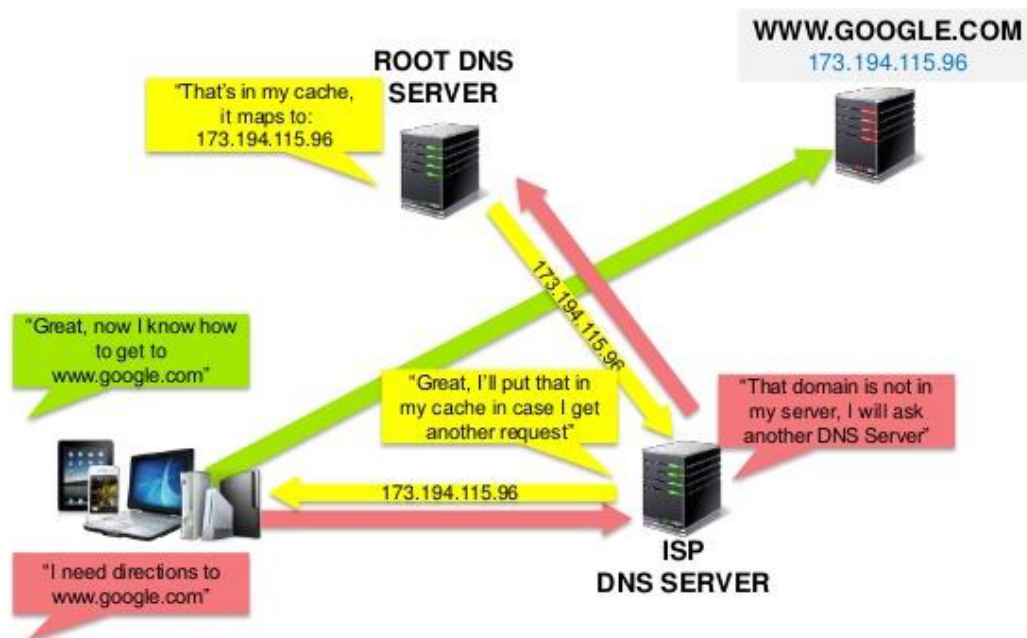 WWW.GOOGLE.COM
173.194.115.96
ROOT DNS
SERVER
"That's in my cache,
it maps to:
173.194.115.96
173.194.115.96
"Great, now I know how
to get to
www.google.com"
"Great, I'll put that in
my cache in case I get
another request"
"That domain is not in
my server, I will ask
another DNS Server"
173.194.115.96
ISP
DNS SERVER
"I need directions to
www.google.com"